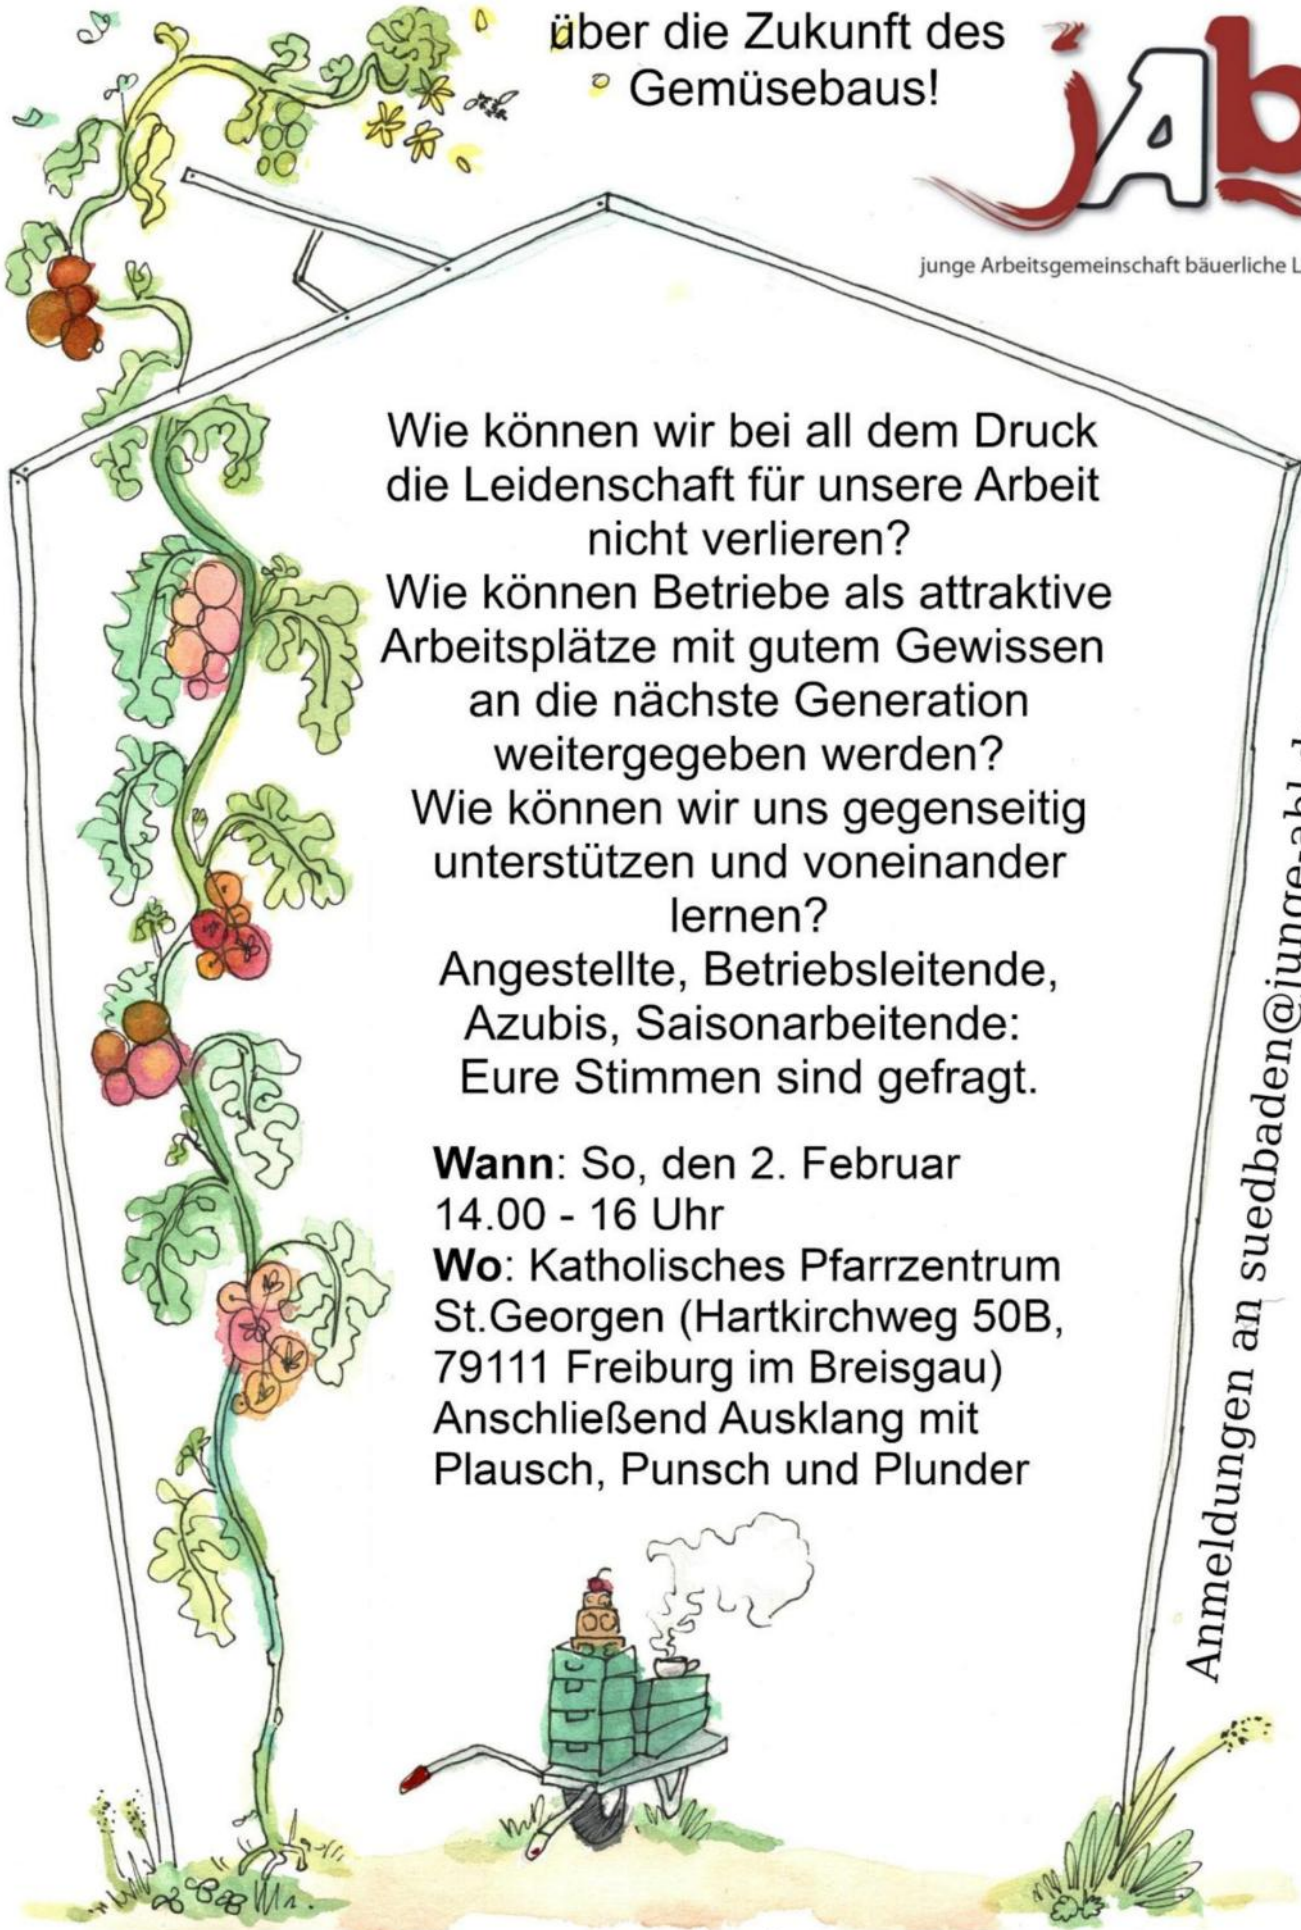 über die Zukunft des
Gemüsebaus!
jAb
junge Arbeitsgemeinschaft bäuerliche L
Wie können wir bei all dem Druck
die Leidenschaft für unsere Arbeit
nicht verlieren?
Wie können Betriebe als attraktive
Arbeitsplätze mit gutem Gewissen
an die nächste Generation
weitergegeben werden?
Wie können wir uns gegenseitig
unterstützen und voneinander
lernen?
Angestellte, Betriebsleitende,
Azubis, Saisonarbeitende:
Eure Stimmen sind gefragt.
Wann: So, den 2. Februar
14.00 - 16 Uhr
Wo: Katholisches Pfarrzentrum
St.Georgen (Hartkirchweg 50B,
79111 Freiburg im Breisgau)
Anschließend Ausklang mit
Plausch, Punsch und Plunder
Anmeldungen an suedbaden@junge-abl.d